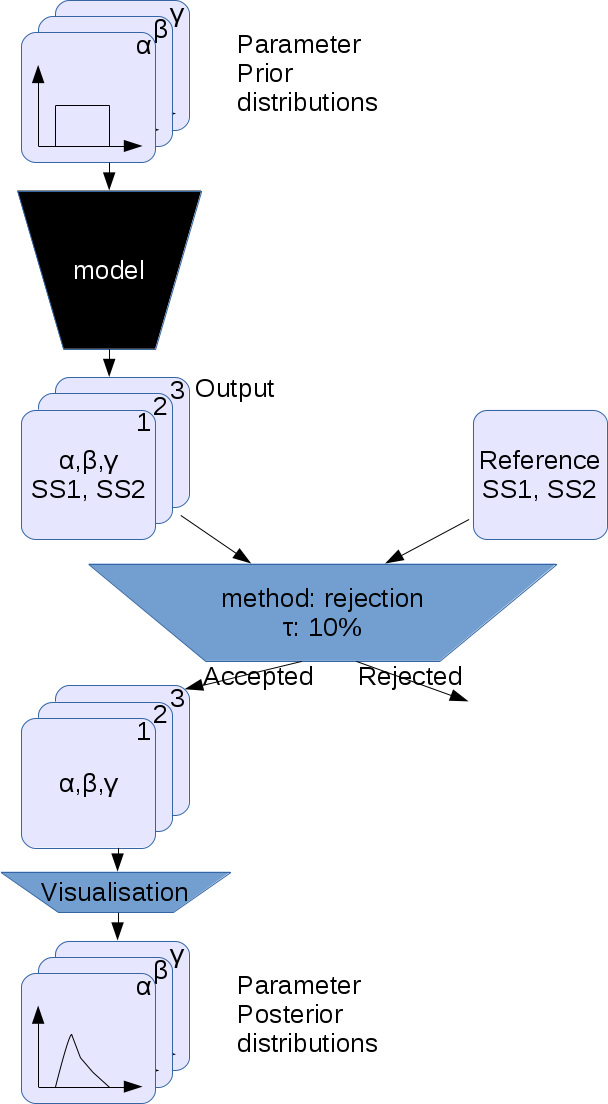 α
β
γ
Parameter
Prior
distributions
model
1
2
3
Output
α,β,γ
SS1, SS2
Reference
SS1, SS2
method: rejection
τ: 10%
Accepted
Rejected
1
2
3
α,β,γ
Visualisation
α
β
γ
Parameter
Posterior
distributions